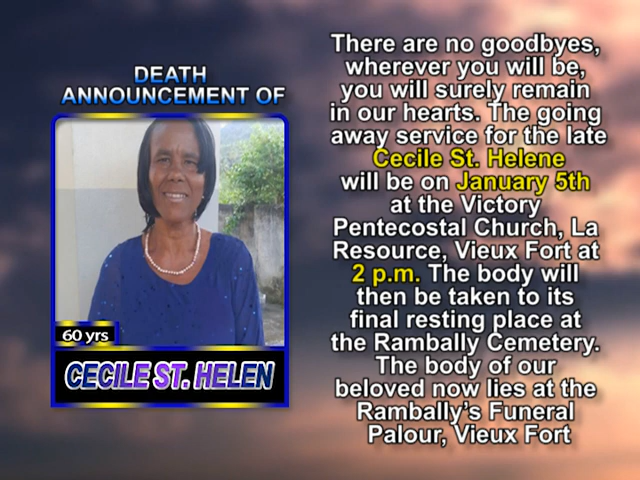 DEATH
ANNOUNCEMENT OF
60 yrs
CECILE ST. HELEN
There are no goodbyes,
wherever you will be,
you will surely remain
in our hearts. The going
away service for the late
Cecile St. Helene
will be on January 5th
at the Victory
Pentecostal Church, La
Resource, Vieux Fort at
2 p.m. The body will
then be taken to its
final resting place at
the Rambally Cemetery.
The body of our
beloved now lies at the
Rambally's Funeral
Palour, Vieux Fort